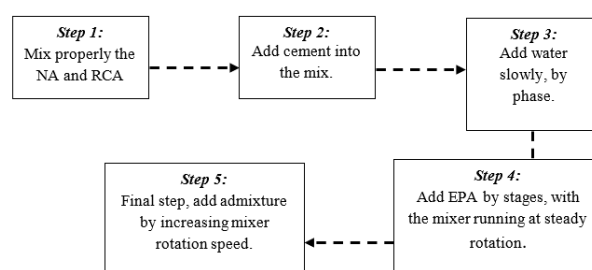 Step 1:
Mix properly the
NA and RCA
Step 2:
Add cement into
the mix.
Step 3:
Add water
slowly, by
phase.
Step 4:
Add EPA by stages, with
the mixer running at steady
rotation.
Step 5:
Final step, add admixture
by increasing mixer
rotation speed.